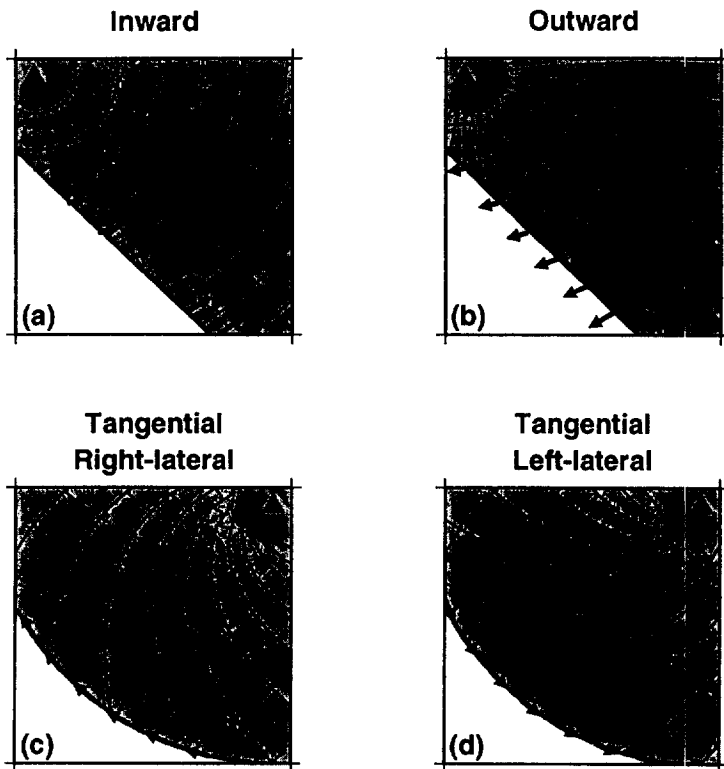 Inward
Outward
(a)
(b)
Tangential
Right-lateral
Tangential
Left-lateral
(c)
(d)